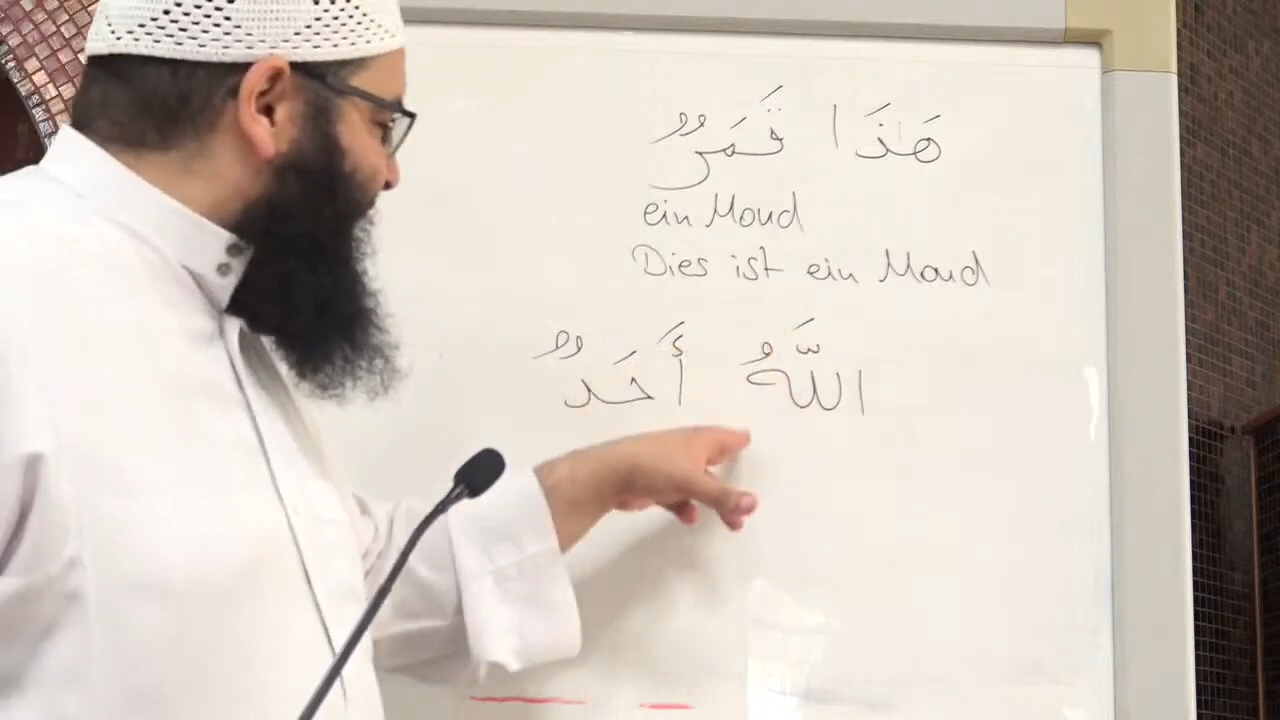 هَذَا قَمَرٌ
ein Mond
Dies ist ein Mond
اللَّهُ أَحَدٌ